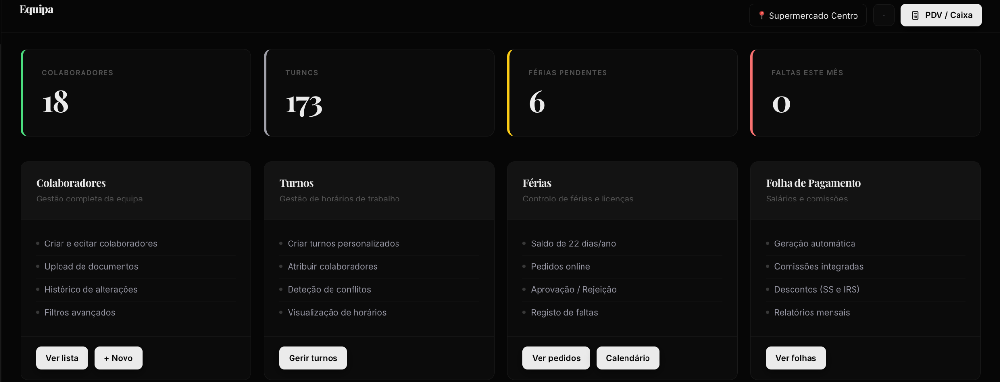 Equipa
Supermercado Centro
PDV / Caixa
COLABORADORES
18
TURNOS
173
FÉRIAS PENDENTES
6
FALTAS ESTE MÊS
0
Colaboradores
Gestão completa da equipa
Criar e editar colaboradores
Upload de documentos
Histórico de alterações
Filtros avançados
Ver lista
+ Novo
Turnos
Gestão de horários de trabalho
Criar turnos personalizados
Atribuir colaboradores
Deteção de conflitos
Visualização de horários
Gerir turnos
Férias
Controlo de férias e licenças
Saldo de 22 dias/ano
Pedidos online
Aprovação / Rejeição
Registo de faltas
Ver pedidos
Calendário
Folha de Pagamento
Salários e comissões
Geração automática
Comissões integradas
Descontos (SS e IRS)
Relatórios mensais
Ver folhas